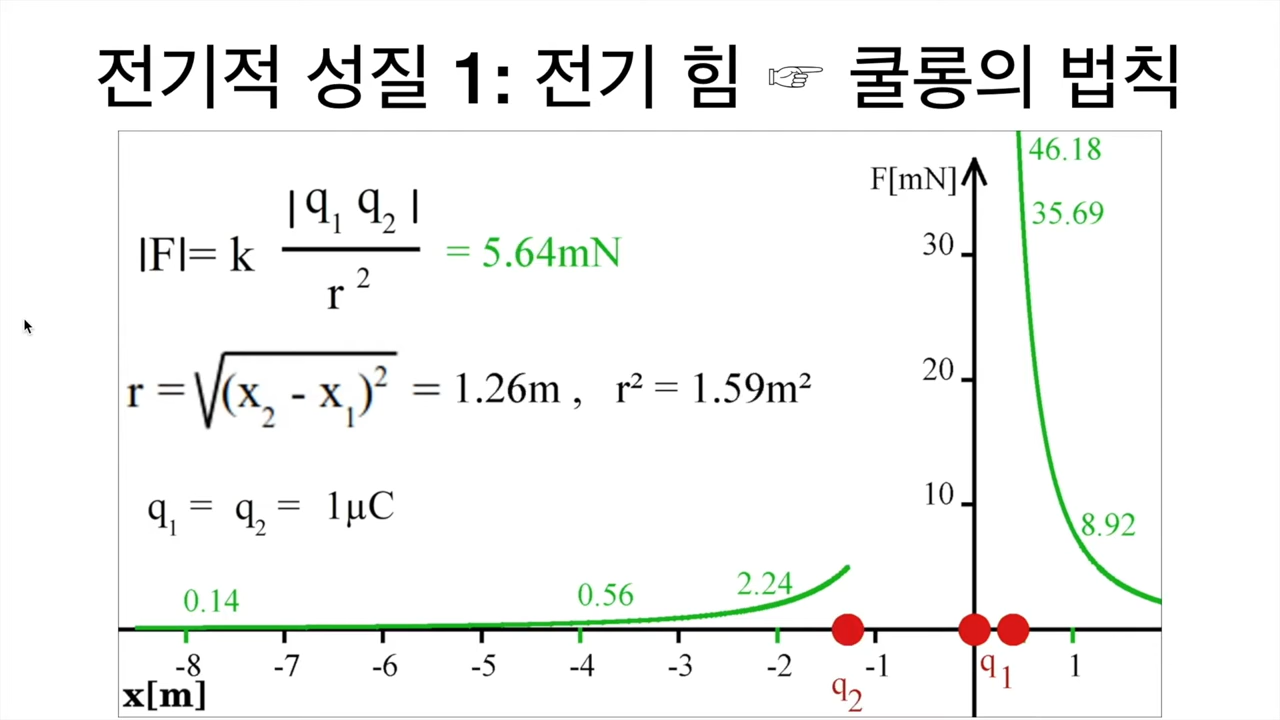 전기적 성질 1: 전기 힘 ☞ 쿨롱의 법칙
|F|= k | q₁ q₂ | / r ² = 5.64mN
r = √(x₂ - x₁)² = 1.26m , r² = 1.59m²
q₁ = q₂ = 1μC
F[mN]
46.18
35.69
30
20
10
8.92
0.14
0.56
2.24
-8 -7 -6 -5 -4 -3 -2 -1 1
x[m]
q₂
q₁